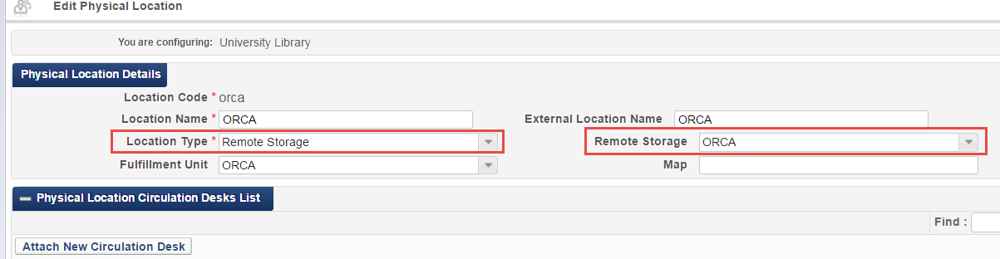 Edit Physical Location
You are configuring: University Library
Physical Location Details
Location Code * orca
Location Name * ORCA External Location Name ORCA
Location Type * Remote Storage Remote Storage ORCA
Fulfillment Unit ORCA Map
Physical Location Circulation Desks List
Find :
Attach New Circulation Desk